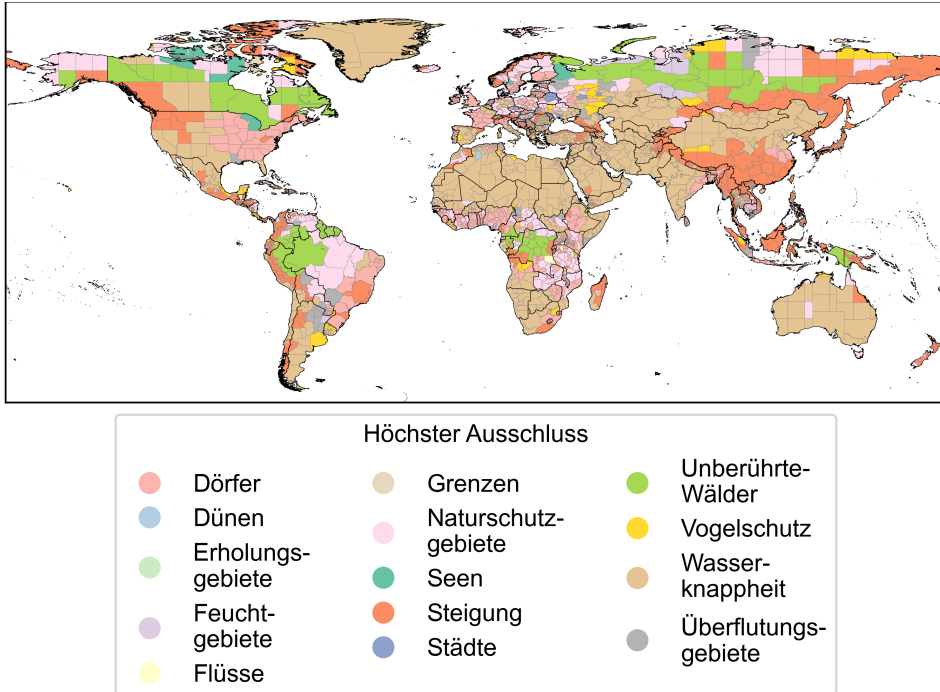 Höchster Ausschluss
Dörfer
Dünen
Erholungs-
gebiete
Feucht-
gebiete
Flüsse
Grenzen
Naturschutz-
gebiete
Seen
Steigung
Städte
Unberührte-
Wälder
Vogelschutz
Wasser-
knappheit
Überflutungs-
gebiete